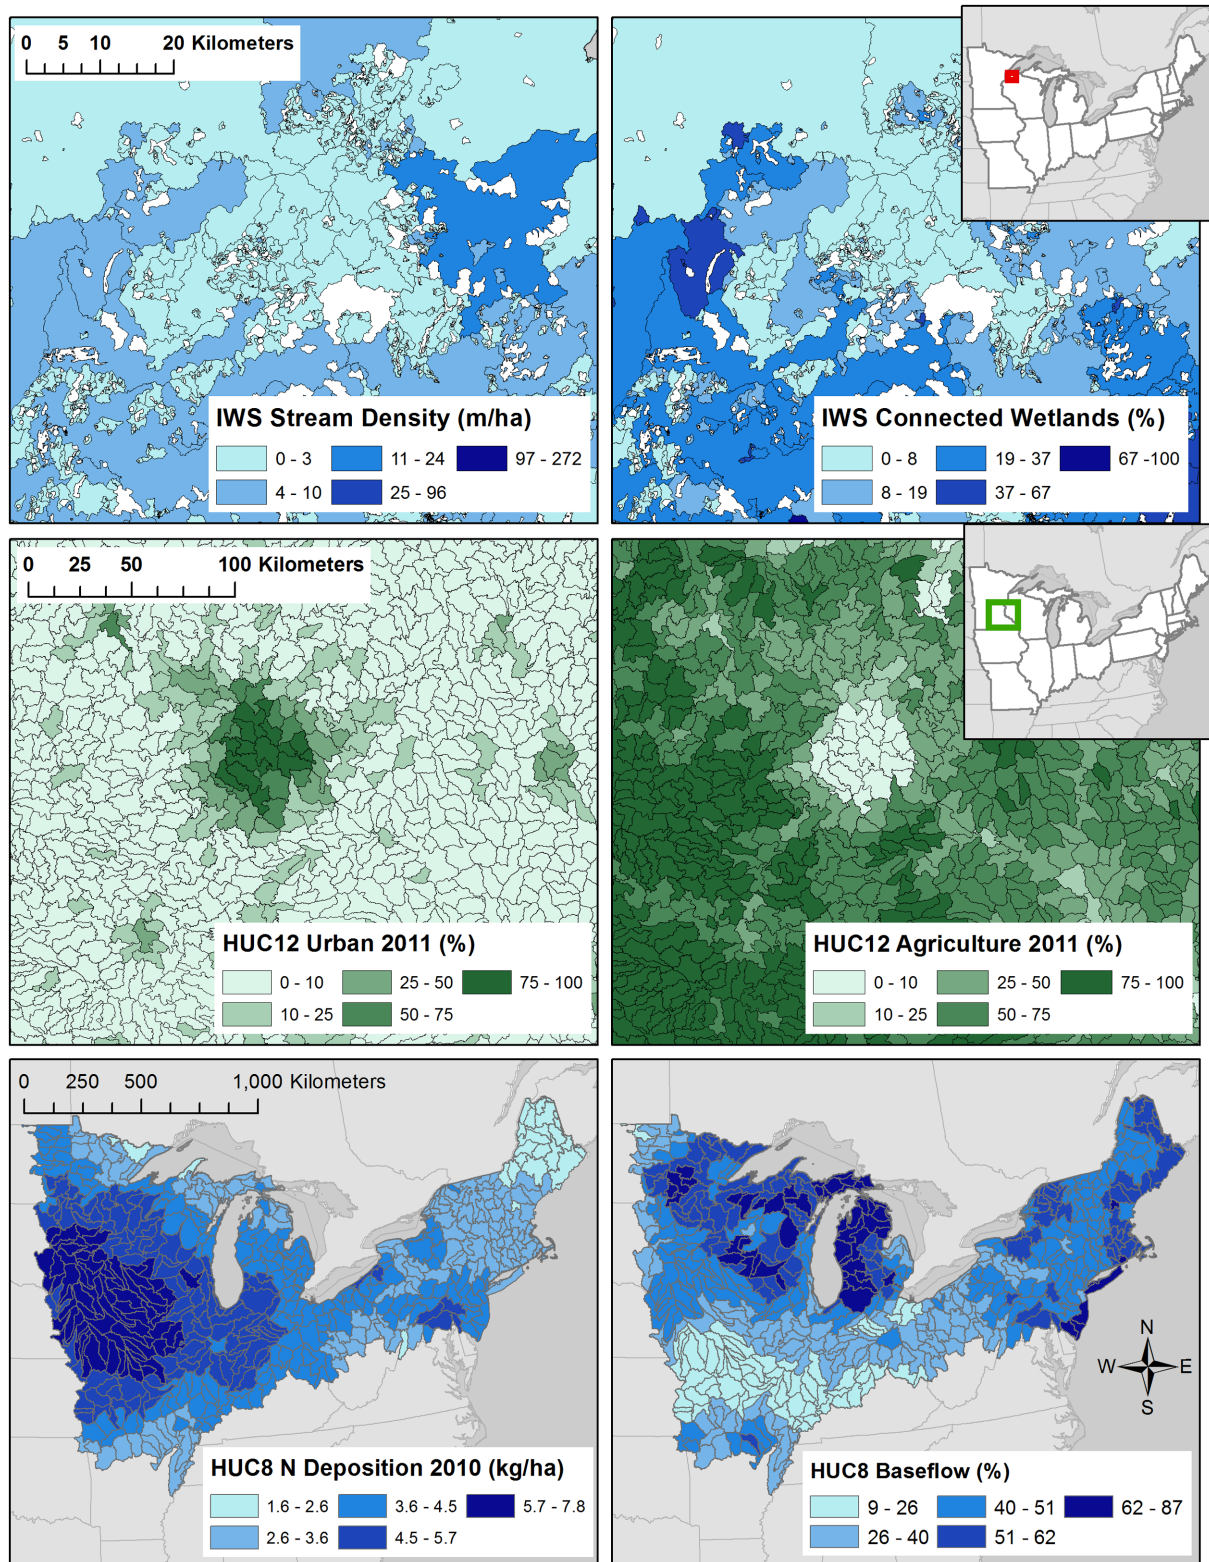 0 5 10 20 Kilometers
IWS Stream Density (m/ha)
0 - 3 11 - 24 97 - 272
4 - 10 25 - 96
IWS Connected Wetlands (%)
0 - 8 19 - 37 67 -100
8 - 19 37 - 67
0 25 50 100 Kilometers
HUC12 Urban 2011 (%)
0 - 10 25 - 50 75 - 100
10 - 25 50 - 75
HUC12 Agriculture 2011 (%)
0 - 10 25 - 50 75 - 100
10 - 25 50 - 75
0 250 500 1,000 Kilometers
HUC8 N Deposition 2010 (kg/ha)
1.6 - 2.6 3.6 - 4.5 5.7 - 7.8
2.6 - 3.6 4.5 - 5.7
N
W E
S
HUC8 Baseflow (%)
9 - 26 40 - 51 62 - 87
26 - 40 51 - 62